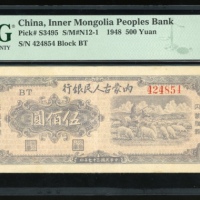 G
China, Inner Mongolia Peoples Bank
Pick# S3495 S/M#N12-1 1948 500 Yuan
S/N 424854 Block BT
行銀民人古蒙內
BT
424854
圓佰伍